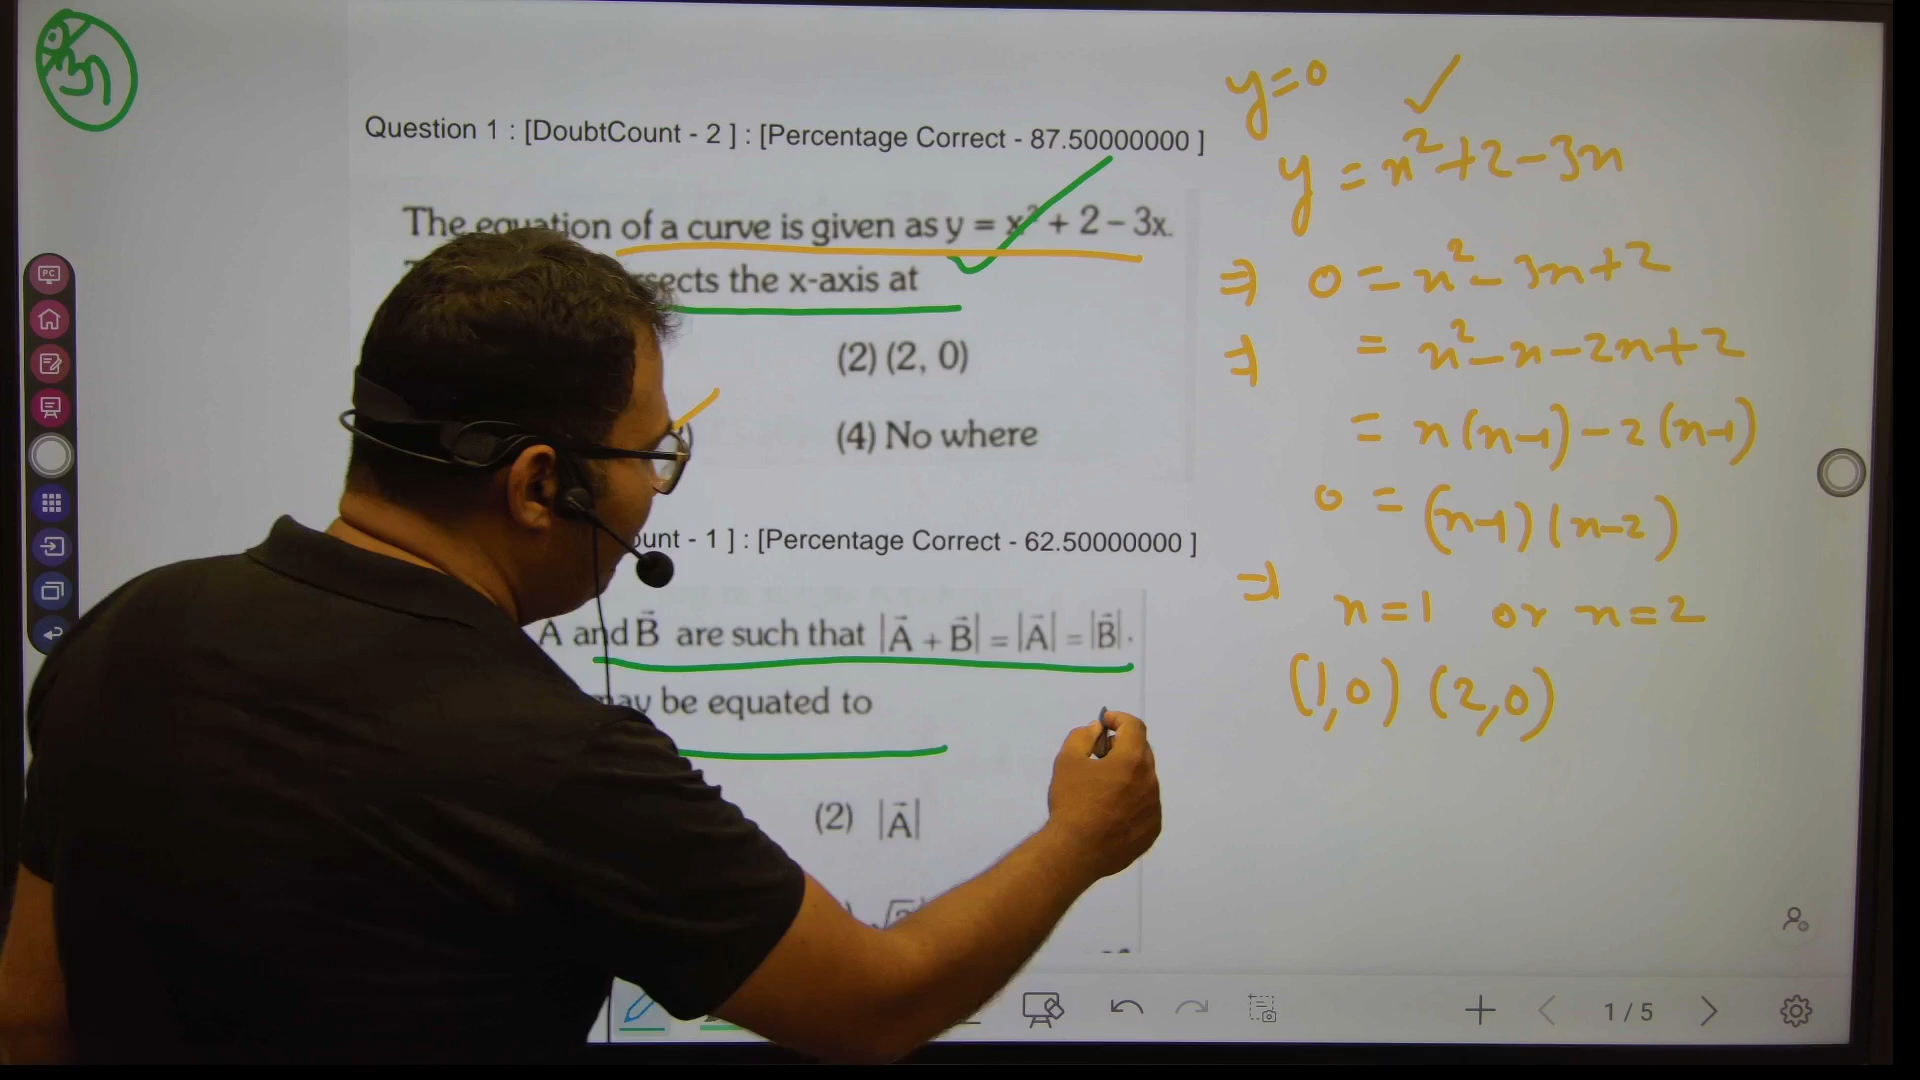 Question 1 : [DoubtCount - 2 ] : [Percentage Correct - 87.50000000 ]
The equation of a curve is given as y = x² + 2 – 3x.
sects the x-axis at
(2) (2, 0)
(4) No where
unt - 1 ] : [Percentage Correct - 62.50000000 ]
A and B⃗ are such that |A⃗ + B⃗| = |A⃗| = |B⃗|.
may be equated to
(2) |A⃗|
y=0
y = x²+2-3x
⇒ 0 = x²-3x+2
⇒ = x²-x-2x+2
= x(x-1)-2(x-1)
0 = (x-1)(x-2)
⇒ x=1 or x=2
(1,0) (2,0)
PC
1 / 5